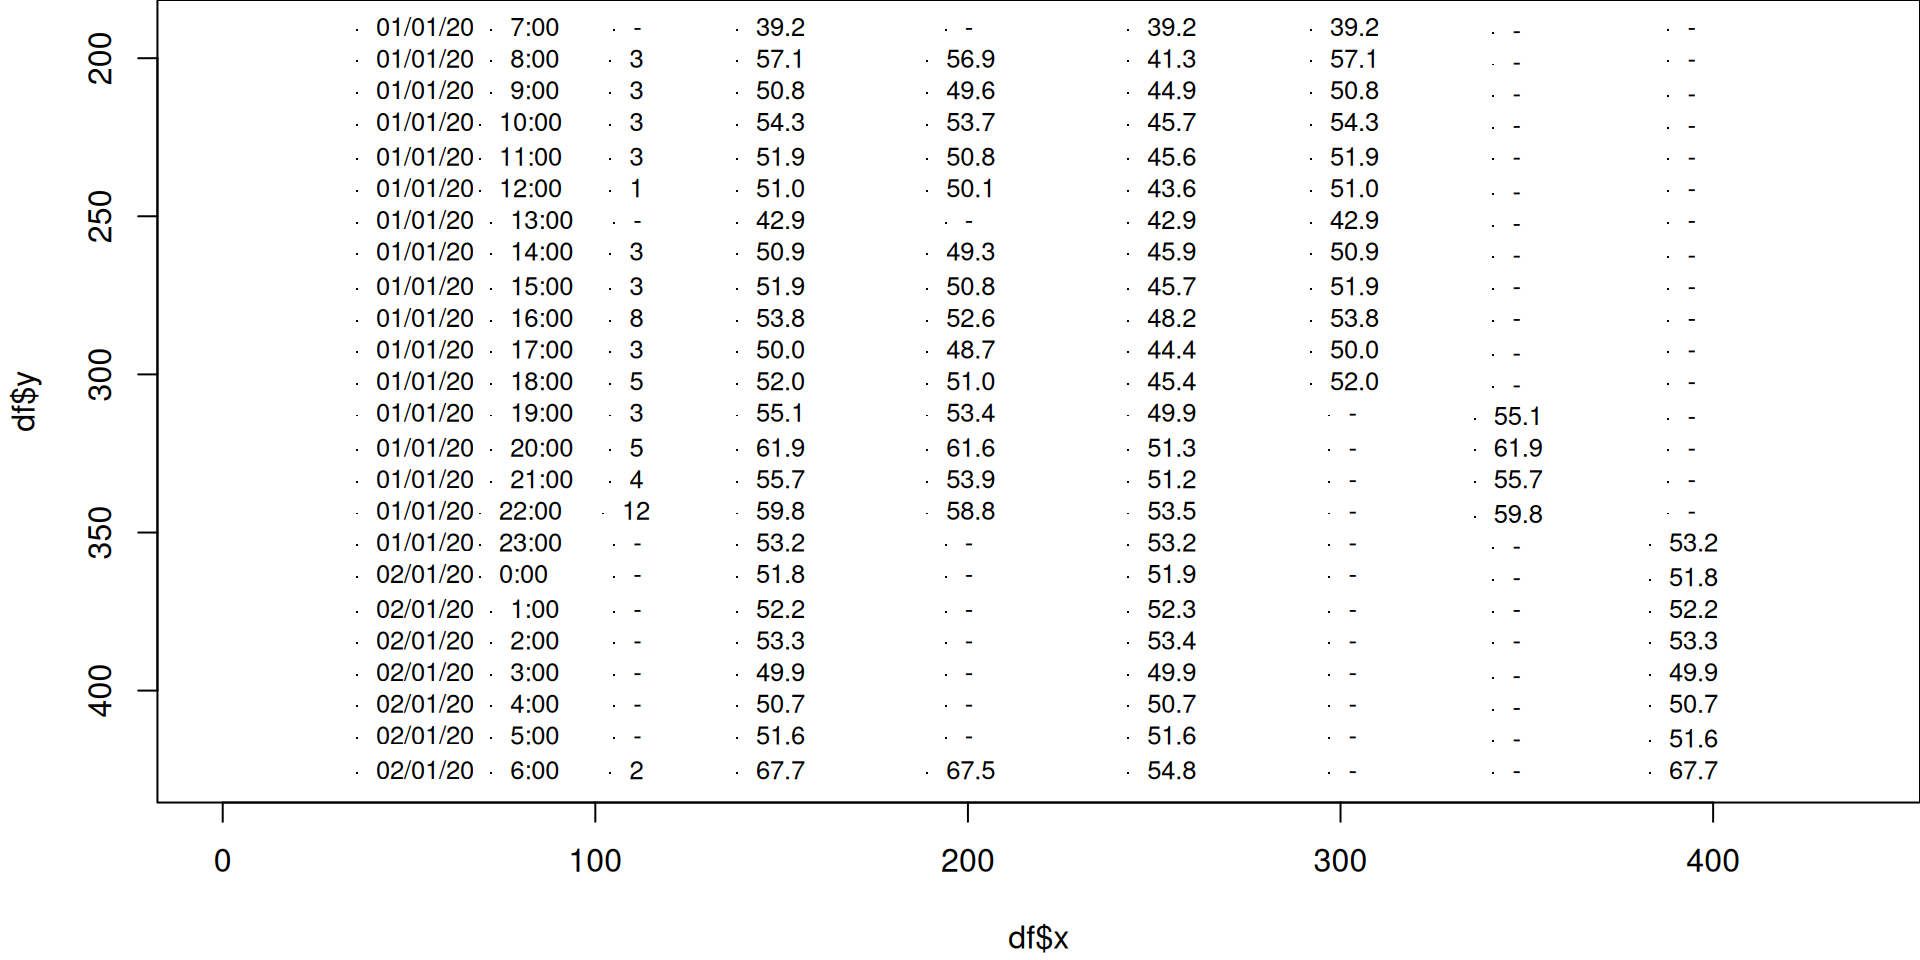 01/01/20 7:00 - 39.2 - 39.2 39.2 - -
200
01/01/20 8:00 3 57.1 56.9 41.3 57.1 - -
01/01/20 9:00 3 50.8 49.6 44.9 50.8 - -
01/01/20 10:00 3 54.3 53.7 45.7 54.3 - -
01/01/20 11:00 3 51.9 50.8 45.6 51.9 - -
01/01/20 12:00 1 51.0 50.1 43.6 51.0 - -
250
01/01/20 13:00 - 42.9 - 42.9 42.9 - -
01/01/20 14:00 3 50.9 49.3 45.9 50.9 - -
01/01/20 15:00 3 51.9 50.8 45.7 51.9 - -
01/01/20 16:00 8 53.8 52.6 48.2 53.8 - -
01/01/20 17:00 3 50.0 48.7 44.4 50.0 - -
300
01/01/20 18:00 5 52.0 51.0 45.4 52.0 - -
df$y
01/01/20 19:00 3 55.1 53.4 49.9 - 55.1 -
01/01/20 20:00 5 61.9 61.6 51.3 - 61.9 -
01/01/20 21:00 4 55.7 53.9 51.2 - 55.7 -
01/01/20 22:00 12 59.8 58.8 53.5 - 59.8 -
350
01/01/20 23:00 - 53.2 - 53.2 - - 53.2
02/01/20 0:00 - 51.8 - 51.9 - - 51.8
02/01/20 1:00 - 52.2 - 52.3 - - 52.2
02/01/20 2:00 - 53.3 - 53.4 - - 53.3
02/01/20 3:00 - 49.9 - 49.9 - - 49.9
400
02/01/20 4:00 - 50.7 - 50.7 - - 50.7
02/01/20 5:00 - 51.6 - 51.6 - - 51.6
02/01/20 6:00 2 67.7 67.5 54.8 - - 67.7
0 100 200 300 400
df$x